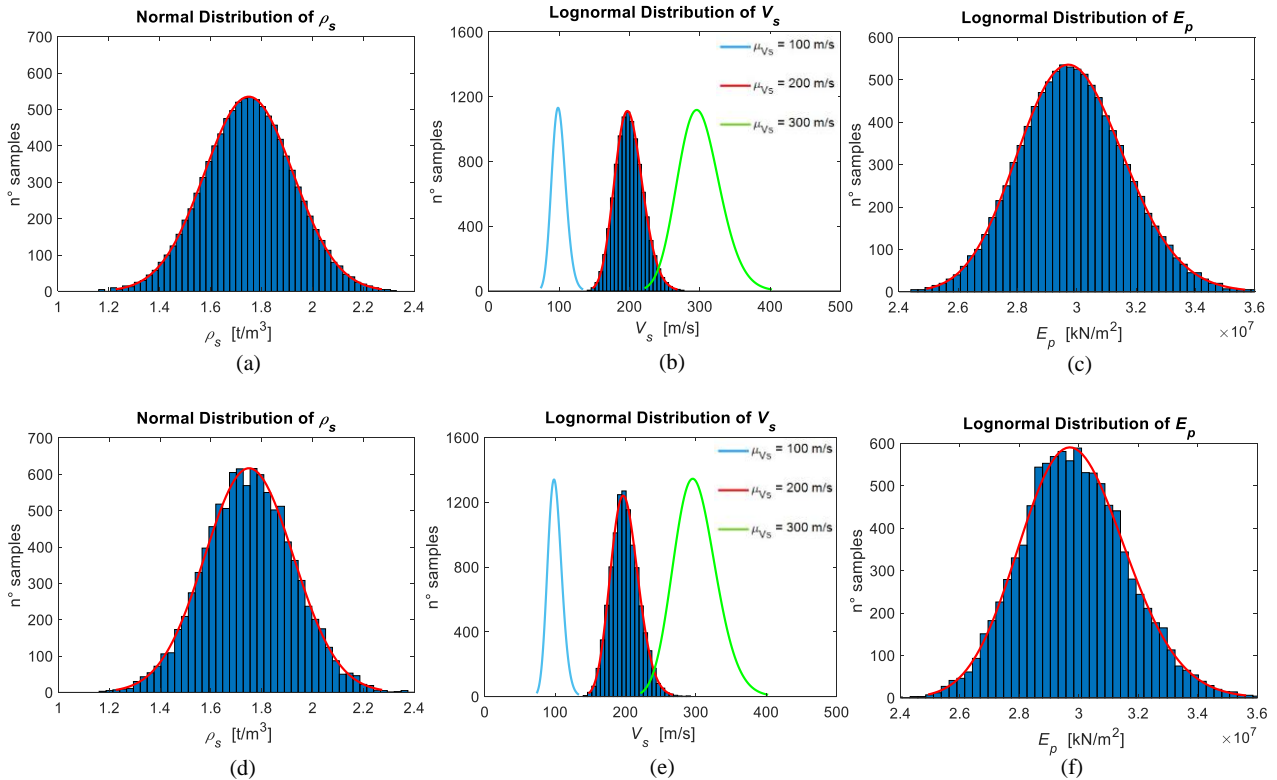 Normal Distribution of ρs
700
600
500
400
300
200
100
0
n° samples
1
1.2
1.4
1.6
1.8
2
2.2
2.4
ρs [t/m³]
(a)
Lognormal Distribution of Vs
1600
1200
800
400
0
n° samples
μVs = 100 m/s
μVs = 200 m/s
μVs = 300 m/s
0
100
200
300
400
500
Vs [m/s]
(b)
Lognormal Distribution of Ep
600
500
400
300
200
100
0
n° samples
2.4
2.6
2.8
3
3.2
3.4
3.6
×10⁷
Ep [kN/m²]
(c)
Normal Distribution of ρs
700
600
500
400
300
200
100
0
n° samples
1
1.2
1.4
1.6
1.8
2
2.2
2.4
ρs [t/m³]
(d)
Lognormal Distribution of Vs
1600
1200
800
400
0
n° samples
μVs = 100 m/s
μVs = 200 m/s
μVs = 300 m/s
0
100
200
300
400
500
Vs [m/s]
(e)
Lognormal Distribution of Ep
600
500
400
300
200
100
0
n° samples
2.4
2.6
2.8
3
3.2
3.4
3.6
×10⁷
Ep [kN/m²]
(f)